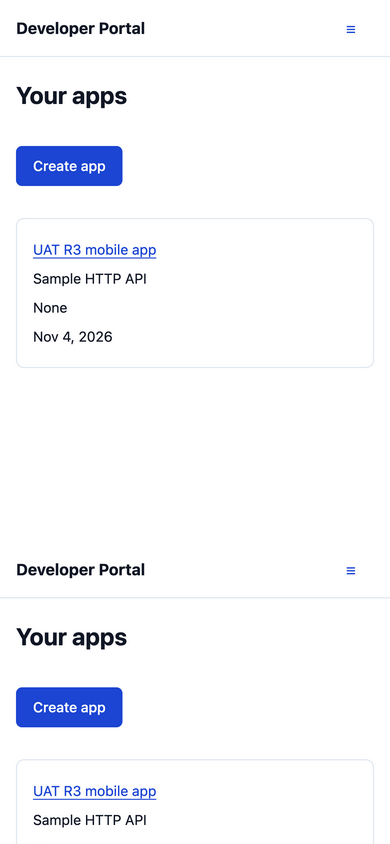 Developer Portal
Your apps
Create app
UAT R3 mobile app
Sample HTTP API
None
Nov 4, 2026
Developer Portal
Your apps
Create app
UAT R3 mobile app
Sample HTTP API